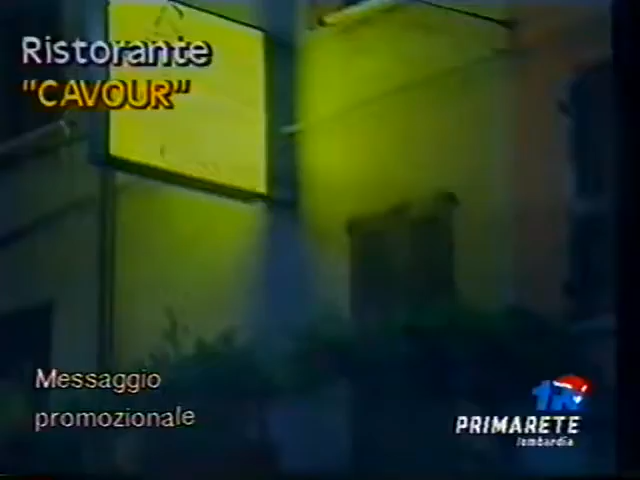 Ristorante
"CAVOUR"
Messaggio
promozionale
PRIMARETE
lombardia